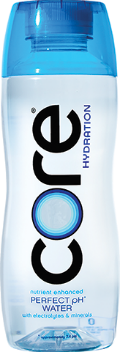 core®
HYDRATION
nutrient enhanced
PERFECT pH
WATER
with electrolytes & minerals